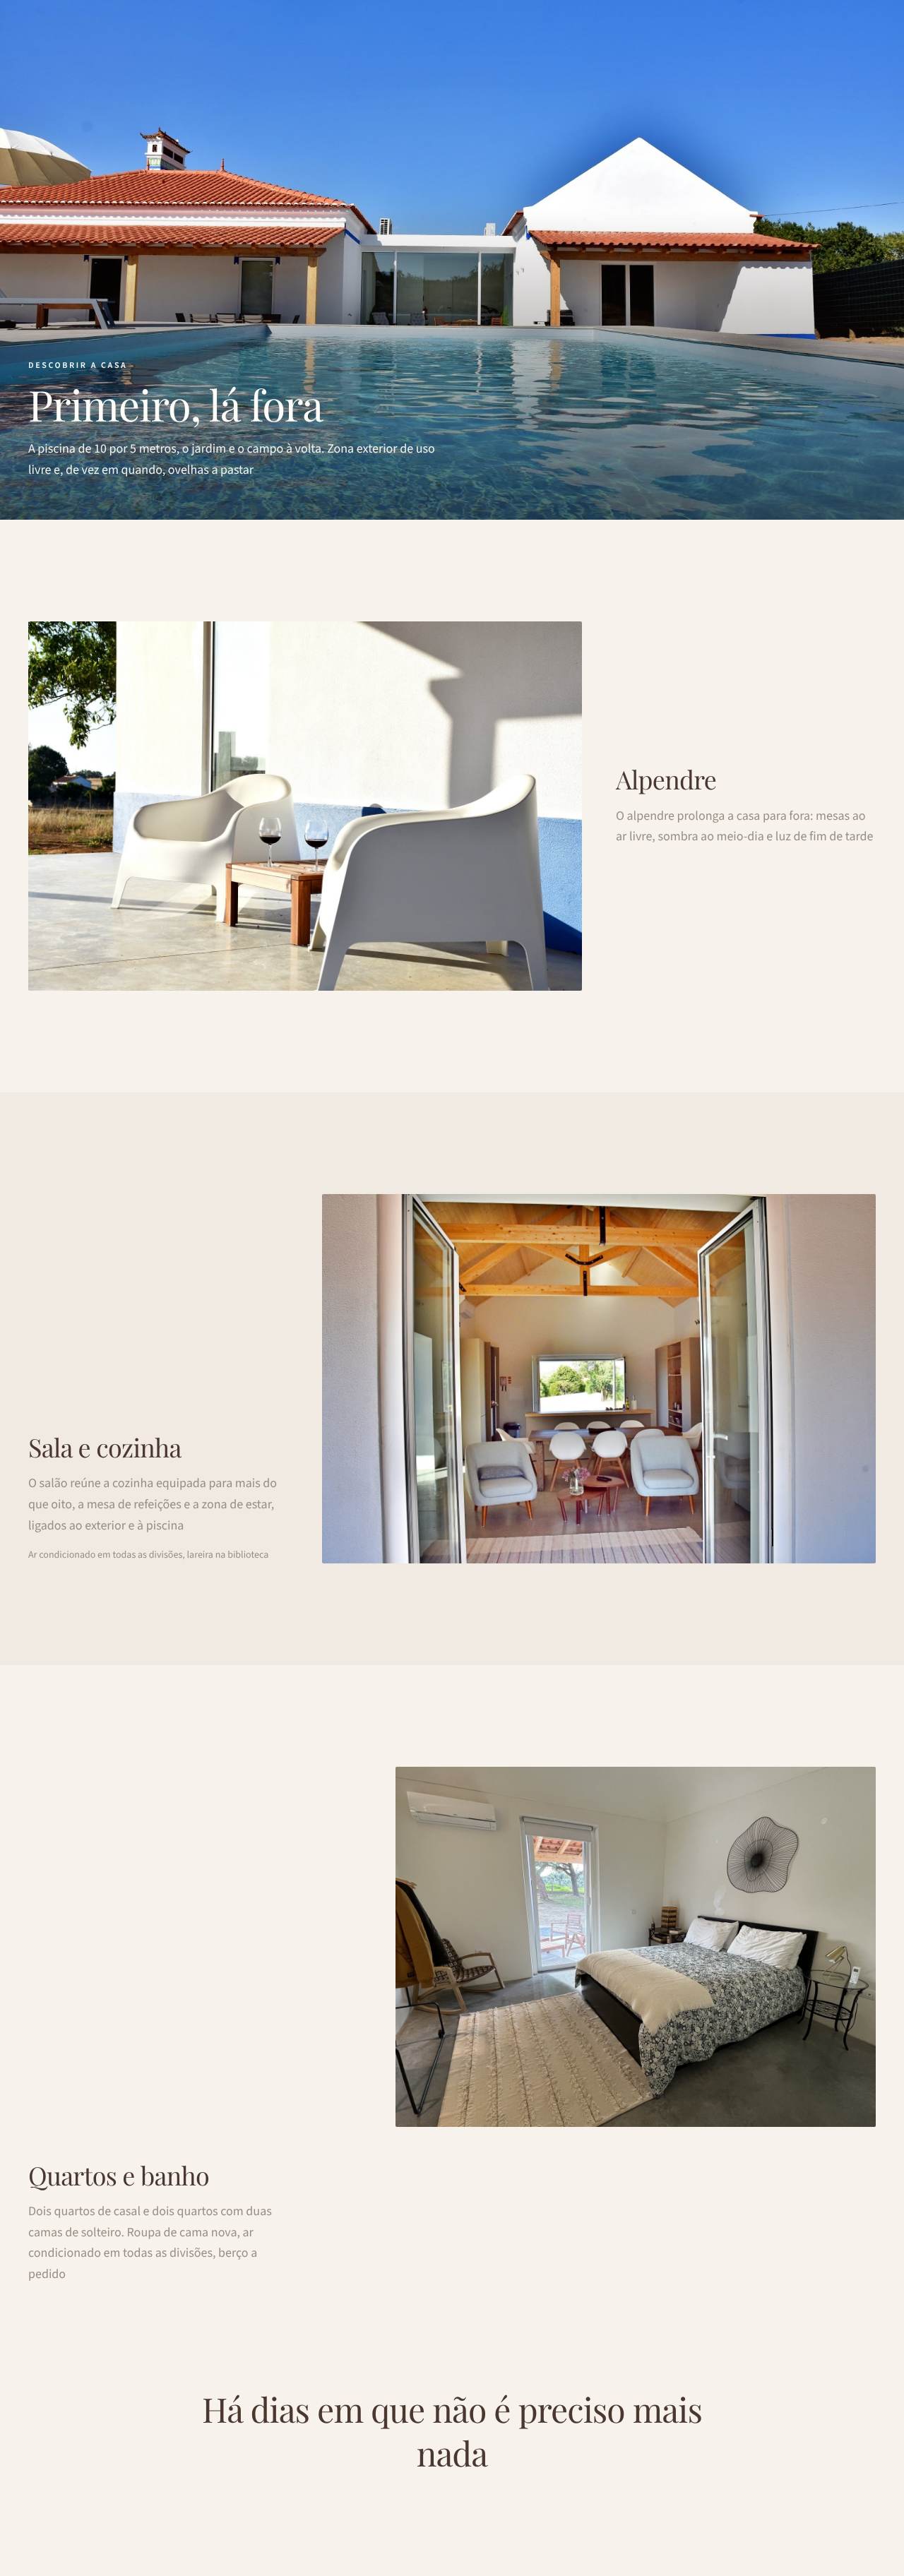 DESCOBRIR A CASA
Primeiro, lá fora
A piscina de 10 por 5 metros, o jardim e o campo à volta. Zona exterior de uso
livre e, de vez em quando, ovelhas a pastar
Alpendre
O alpendre prolonga a casa para fora: mesas ao
ar livre, sombra ao meio-dia e luz de fim de tarde
Sala e cozinha
O salão reúne a cozinha equipada para mais do
que oito, a mesa de refeições e a zona de estar,
ligados ao exterior e à piscina
Ar condicionado em todas as divisões, lareira na biblioteca
Quartos e banho
Dois quartos de casal e dois quartos com duas
camas de solteiro. Roupa de cama nova, ar
condicionado em todas as divisões, berço a
pedido
Há dias em que não é preciso mais
nada